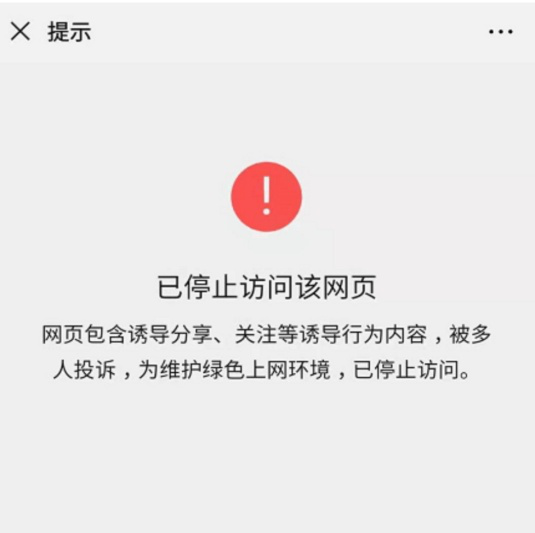 提示
已停止访问该网页
网页包含诱导分享、关注等诱导行为内容，被多
人投诉，为维护绿色上网环境，已停止访问。